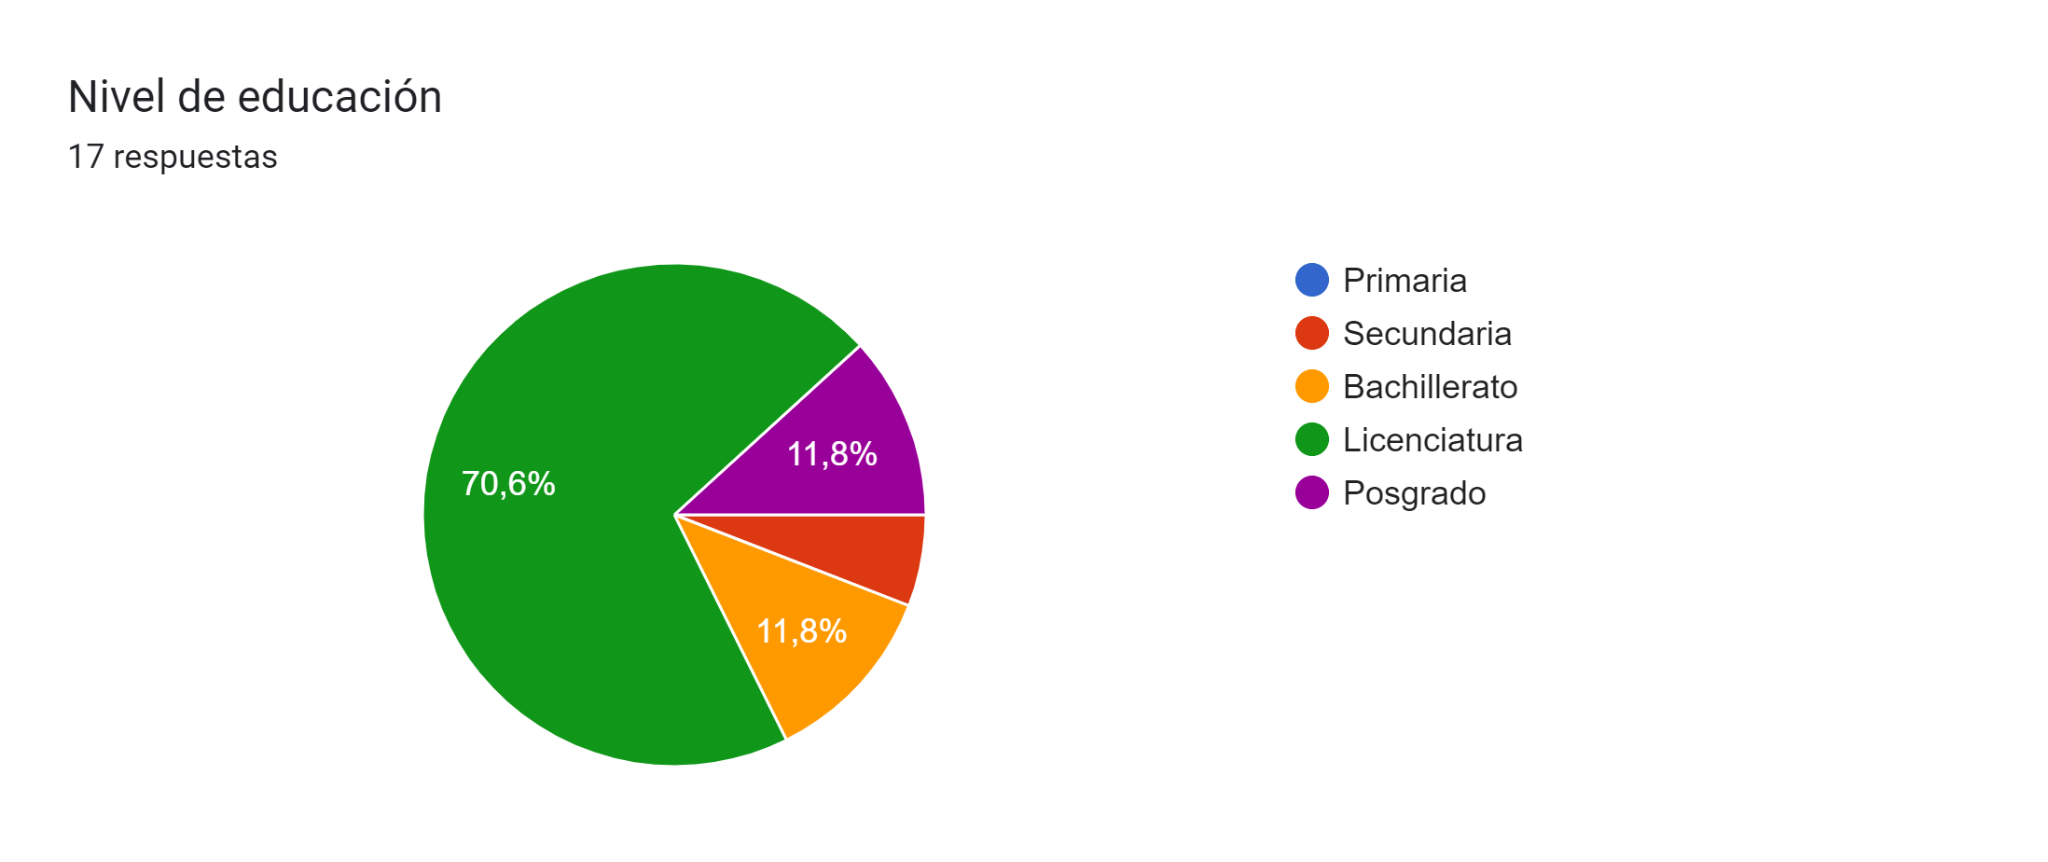 Nivel de educación
17 respuestas
Primaria
Secundaria
Bachillerato
Licenciatura
Posgrado
11,8%
70,6%
11,8%